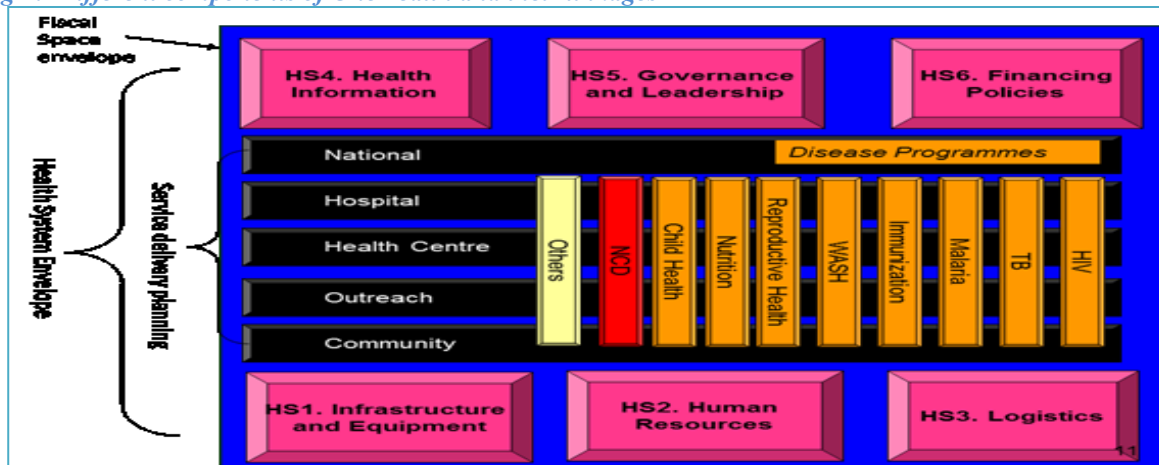 Fiscal
Space
envelope
HS4. Health
Information
HS5. Governance
and Leadership
HS6. Financing
Policies
National
Disease Programmes
Hospital
Health Centre
Outreach
Community
Others
NCD
Child Health
Nutrition
Reproductive Health
WASH
Immunization
Malaria
TB
HIV
Health System Envelope
Service delivery planning
HS1. Infrastructure
and Equipment
HS2. Human
Resources
HS3. Logistics
11